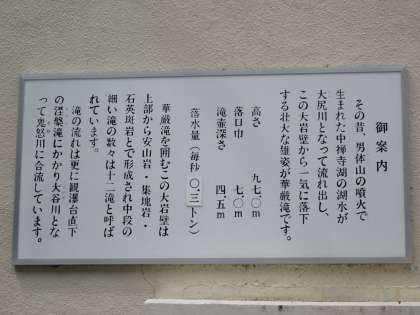 御案内
その昔、男体山の噴火で
生まれた中禅寺湖の湖水が
大尻川となって流れ出し、
この大岩壁から一気に落下
する壮大な雄姿が華厳滝です。
高さ 九七.〇m
落口巾 七.〇m
滝壷深さ 四.五m
落水量(毎秒〇.三トン)
華厳滝を囲むこの大岩壁は
上部から安山岩・集塊岩・
石英斑岩とで形成され中段の
細い滝の数々は十二滝と呼ば
れています。
滝の流れは更に観瀑台直下
の涅槃滝にかかり大谷川とな
って鬼怒川に合流しています。